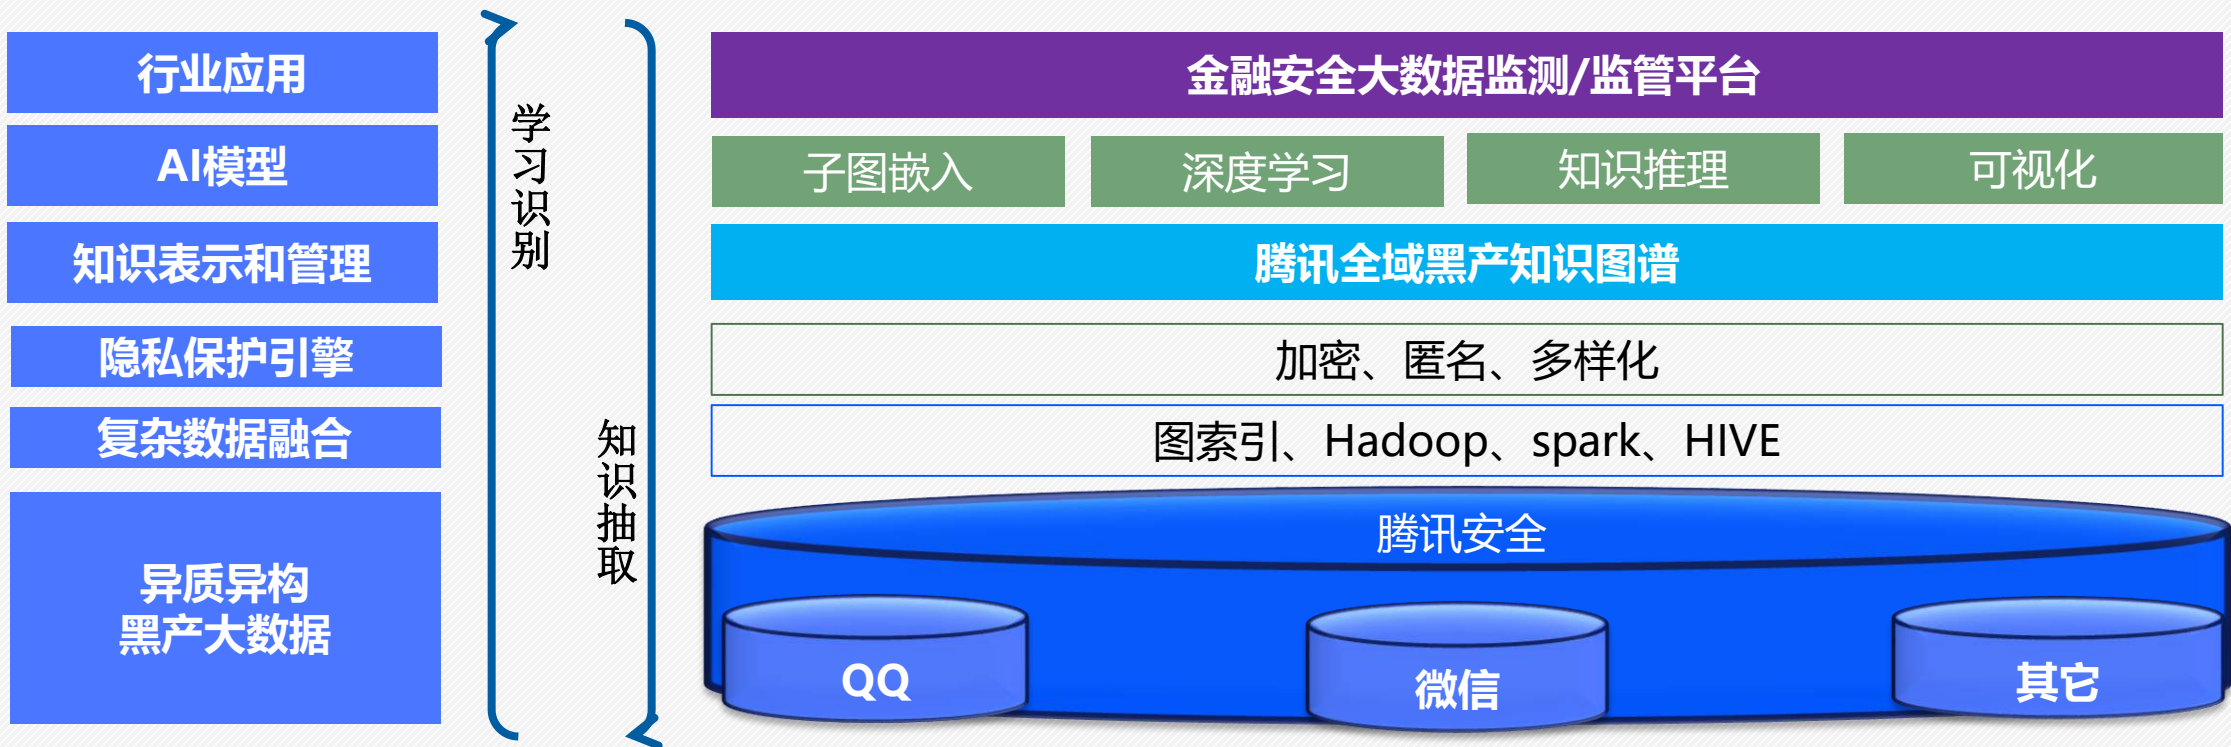 行业应用
AI模型
知识表示和管理
隐私保护引擎
复杂数据融合
异质异构
黑产大数据
学习识别
知识抽取
金融安全大数据监测/监管平台
子图嵌入
深度学习
知识推理
可视化
腾讯全域黑产知识图谱
加密、匿名、多样化
图索引、Hadoop、spark、HIVE
腾讯安全
QQ
微信
其它